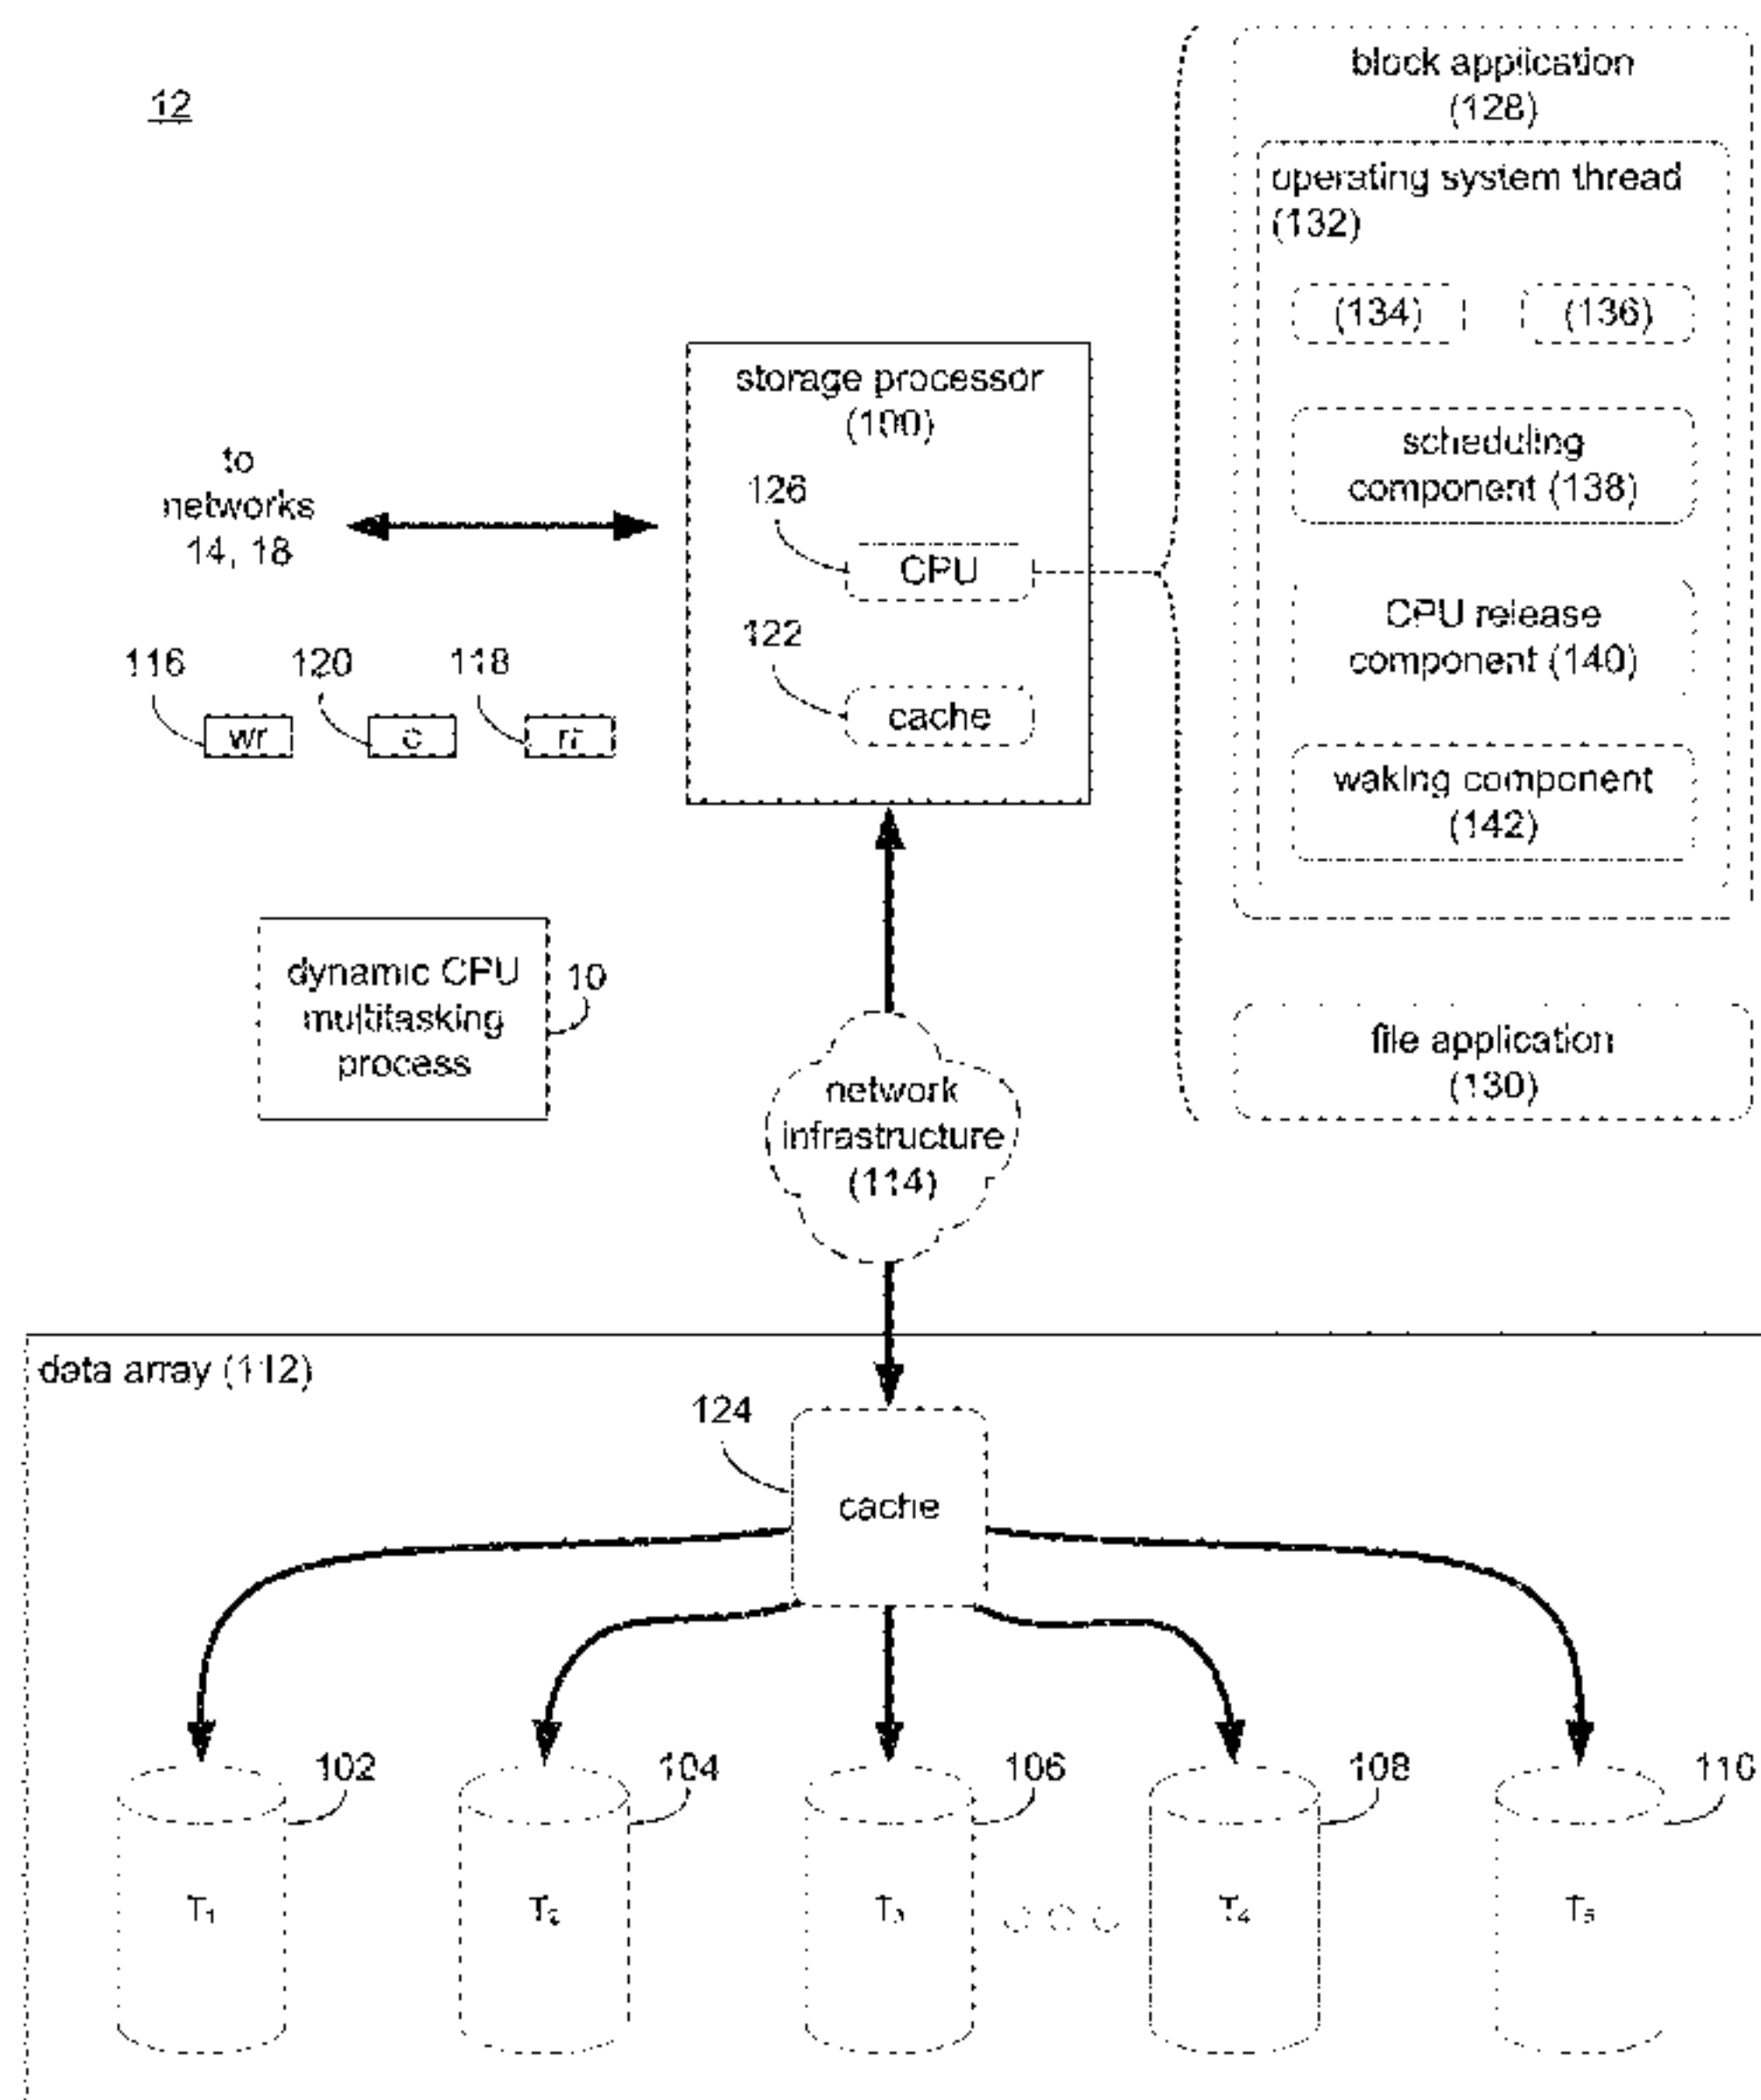 12
block application
(128)
operating system thread
(132)
(134)
(136)
storage processor
(100)
scheduling
component (138)
to
networks
14, 18
126
CPU
122
cache
CPU release
component (140)
116
120
118
wr
c
waking component
(142)
dynamic CPU
multitasking
process
10
file application
(130)
network
infrastructure
(114)
data array (112)
124
cache
102
104
106
108
110
T1
T2
T3
T4
T5